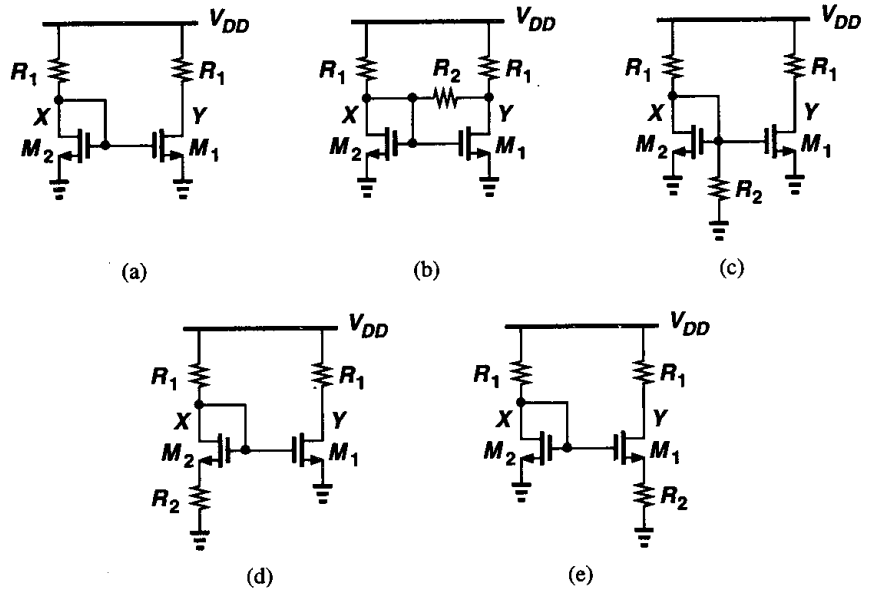 V_DD
V_DD
V_DD
R_1 R_1
R_1 R_2 R_1
R_1 R_1
X Y
X Y
X Y
M_2 M_1
M_2 M_1
M_2 M_1
R_2
(a) (b) (c)
V_DD
V_DD
R_1 R_1
R_1 R_1
X Y
X Y
M_2 M_1
M_2 M_1
R_2
R_2
(d) (e)